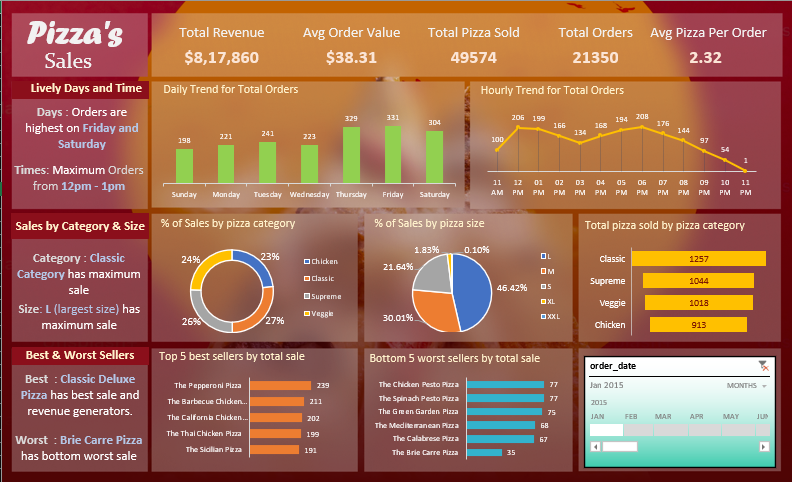 Pizza's
Sales
Total Revenue
$8,17,860
Avg Order Value
$38.31
Total Pizza Sold
49574
Total Orders
21350
Avg Pizza Per Order
2.32
Lively Days and Time
Days : Orders are
highest on Friday and
Saturday
Times: Maximum Orders
from 12pm - 1pm
Daily Trend for Total Orders
198
221
241
223
329
331
304
Sunday
Monday
Tuesday
Wednesday
Thursday
Friday
Saturday
Hourly Trend for Total Orders
100
206
199
166
134
168
194
208
176
144
97
54
1
11 12 01 02 03 04 05 06 07 08 09 10 11
AM PM PM PM PM PM PM PM PM PM PM PM PM
Sales by Category & Size
Category : Classic
Category has maximum
sale
Size: L (largest size) has
maximum sale
% of Sales by pizza category
24%
23%
26%
27%
Chicken
Classic
Supreme
Veggie
% of Sales by pizza size
1.83%
0.10%
21.64%
46.42%
30.01%
L
M
S
XL
XXL
Total pizza sold by pizza category
Classic 1257
Supreme 1044
Veggie 1018
Chicken 913
Best & Worst Sellers
Best : Classic Deluxe
Pizza has best sale and
revenue generators.
Worst : Brie Carre Pizza
has bottom worst sale
Top 5 best sellers by total sale
The Pepperoni Pizza 239
The Barbecue Chicken... 211
The California Chicken... 202
The Thai Chicken Pizza 199
The Sicilian Pizza 191
Bottom 5 worst sellers by total sale
The Chicken Pesto Pizza 77
The Spinach Pesto Pizza 77
The Green Garden Pizza 75
The Mediterranean Pizza 68
The Calabrese Pizza 67
The Brie Carre Pizza 35
order_date
Jan 2015
MONTHS
2015
JAN FEB MAR APR MAY JUN